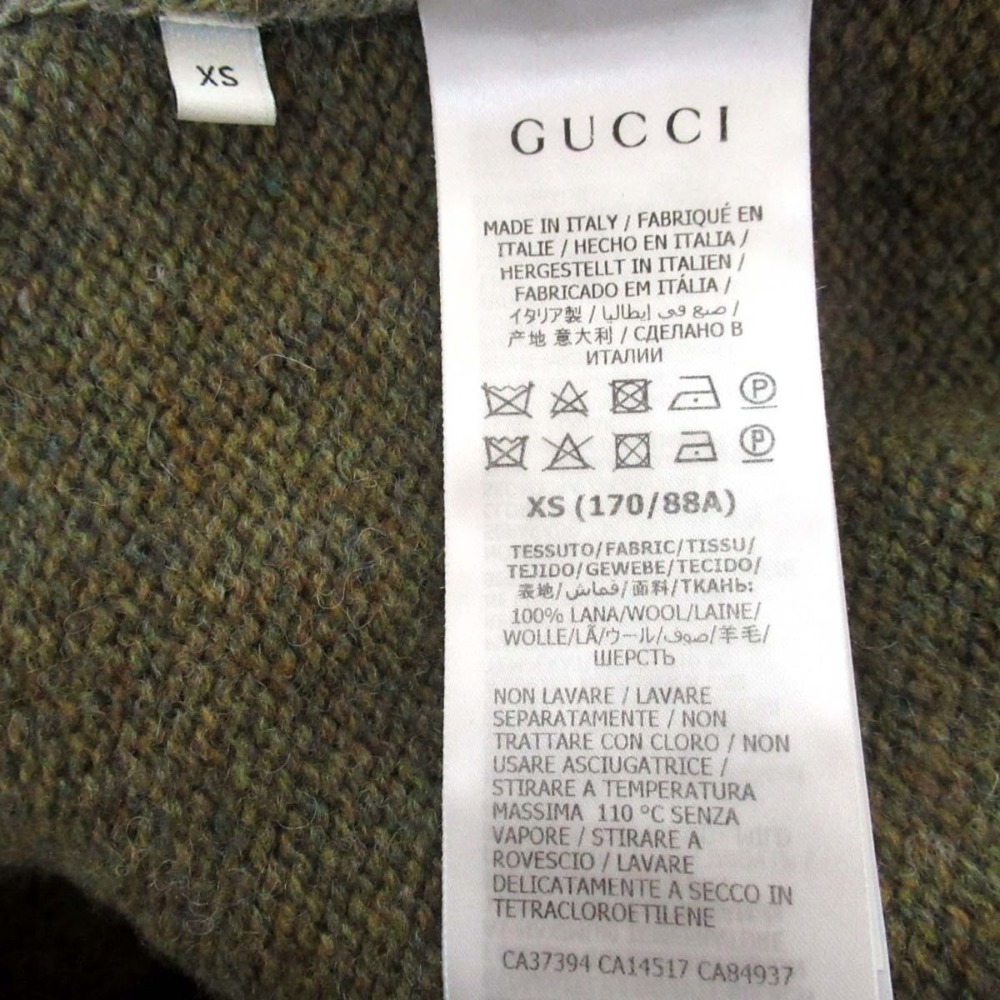 XS
GUCCI
MADE IN ITALY / FABRIQUÉ EN
ITALIE / HECHO EN ITALIA /
HERGESTELLT IN ITALIEN /
FABRICADO EM ITÁLIA /
イタリア製 / صنع في إيطاليا /
产地 意大利 / СДЕЛАНО В
ИТАЛИИ
P
P
XS (170/88A)
TESSUTO/FABRIC/TISSU/
TEJIDO/GEWEBE/TECIDO/
表地/قماش/面料/ТКАНЬ:
100% LANA/WOOL/LAINE/
WOLLE/LÃ/ウール/صوف/羊毛/
ШЕРСТЬ
NON LAVARE / LAVARE
SEPARATAMENTE / NON
TRATTARE CON CLORO / NON
USARE ASCIUGATRICE /
STIRARE A TEMPERATURA
MASSIMA 110 °C SENZA
VAPORE / STIRARE A
ROVESCIO / LAVARE
DELICATAMENTE A SECCO IN
TETRACLOROETILENE
CA37394 CA14517 CA84937